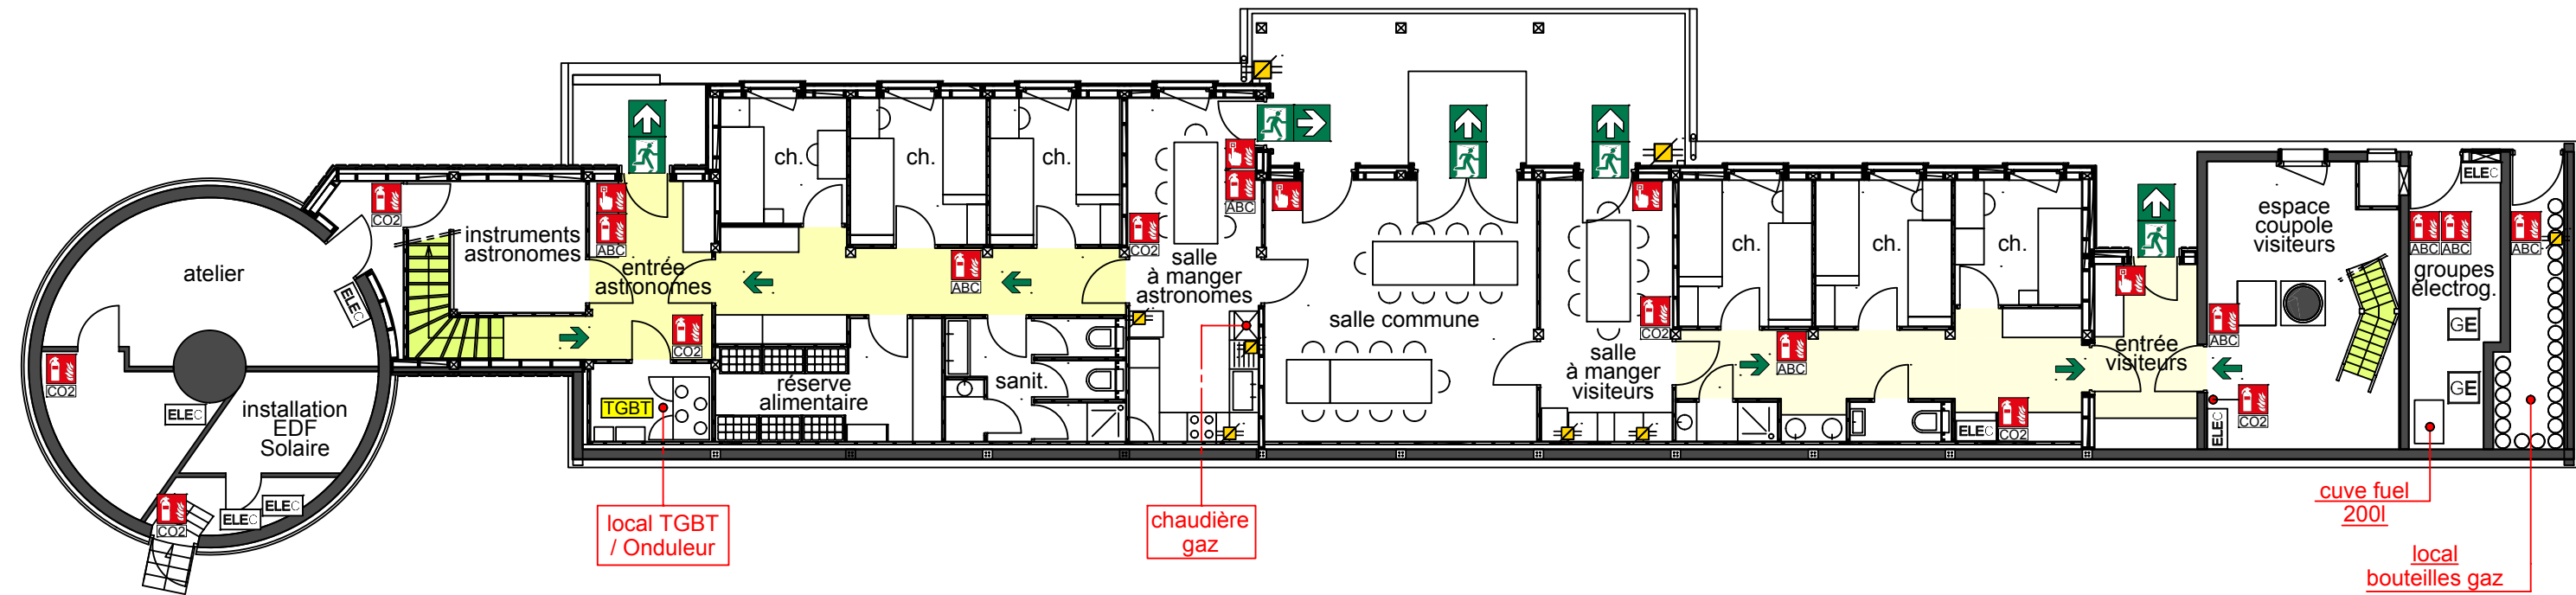 atelier
installation
EDF
Solaire
ELEC
ELEC
ELEC
ELEC
CO2
CO2
CO2
instruments
astronomes
ABC
entrée
astronomes
CO2
TGBT
local TGBT
/ Onduleur
ch.
ch.
ch.
ABC
réserve
alimentaire
sanit.
CO2
ABC
salle
à manger
astronomes
chaudière
gaz
salle commune
salle
à manger
visiteurs
CO2
ch.
ch.
ch.
ABC
ELEC
CO2
entrée
visiteurs
ABC
CO2
ELEC
espace
coupole
visiteurs
ELEC
ABC
ABC
groupes
électrog.
GE
GE
ABC
cuve fuel
200l
local
bouteilles gaz